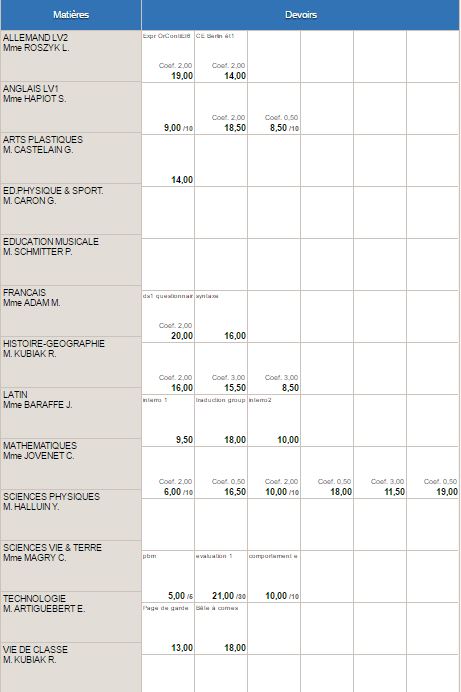 Matières Devoirs
ALLEMAND LV2
Mme ROSZYK L.
CE Berlin ét1
Coef. 2,00 Coef. 2,00
19,00 14,00
ANGLAIS LV1
Mme HAPIOT S.
Coef. 2,00 Coef. 0,50
9,00 /10 18,50 8,50 /10
ARTS PLASTIQUES
M. CASTELAIN G.
14,00
ED.PHYSIQUE & SPORT.
M. CARON G.
EDUCATION MUSICALE
M. SCHMITTER P.
FRANCAIS
Mme ADAM M.
ds1 questionnair syntaxe
Coef. 2,00
20,00 16,00
HISTOIRE-GEOGRAPHIE
M. KUBIAK R.
Coef. 2,00 Coef. 3,00 Coef. 3,00
16,00 15,50 8,50
LATIN
Mme BARAFFE J.
interro 1 traduction group interro2
9,50 18,00 10,00
MATHEMATIQUES
Mme JOVENET C.
Coef. 2,00 Coef. 0,50 Coef. 2,00 Coef. 0,50 Coef. 3,00 Coef. 0,50
6,00 /10 16,50 10,00 /10 18,00 11,50 19,00
SCIENCES PHYSIQUES
M. HALLUIN Y.
SCIENCES VIE & TERRE
Mme MAGRY C.
pbm evaluation 1 comportement e
5,00 /5 21,00 /30 10,00 /10
TECHNOLOGIE
M. ARTIGUEBERT E.
Page de garde Bâle à cornes
13,00 18,00
VIE DE CLASSE
M. KUBIAK R.